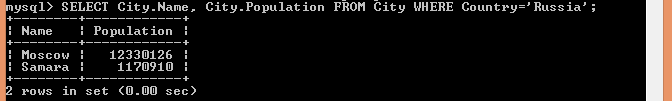 mysql> SELECT City.Name, City.Population FROM City WHERE Country='Russia';
+--------+------------+
| Name   | Population |
+--------+------------+
| Moscow |   12330126 |
| Samara |    1170910 |
+--------+------------+
2 rows in set (0.00 sec)